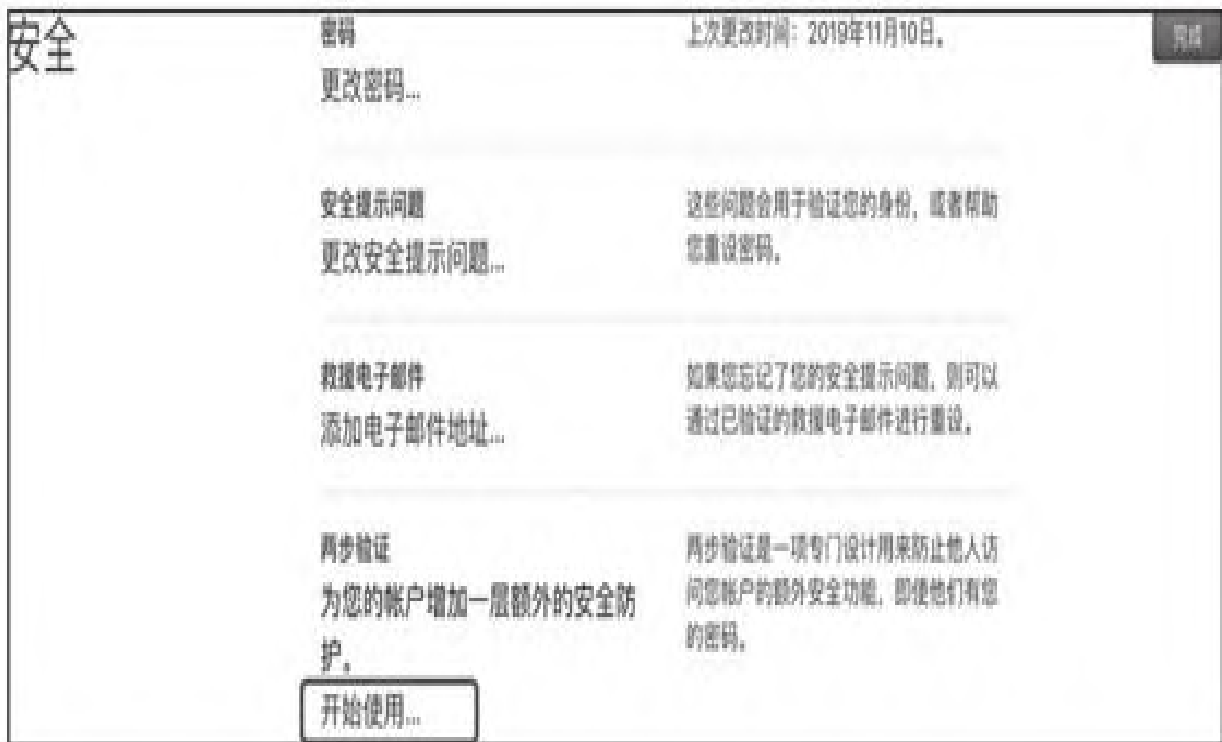 安全
密码
上次更改时间：2019年11月10日。
完成
更改密码...
安全提示问题
更改安全提示问题...
这些问题会用于验证您的身份，或者帮助
您重设密码。
救援电子邮件
添加电子邮件地址...
如果您忘记了您的安全提示问题，则可以
通过已验证的救援电子邮件进行重设。
两步验证
为您的帐户增加一层额外的安全防
护。
开始使用...
两步验证是一项专门设计用来防止他人访
问您帐户的额外安全功能，即使他们有您
的密码。